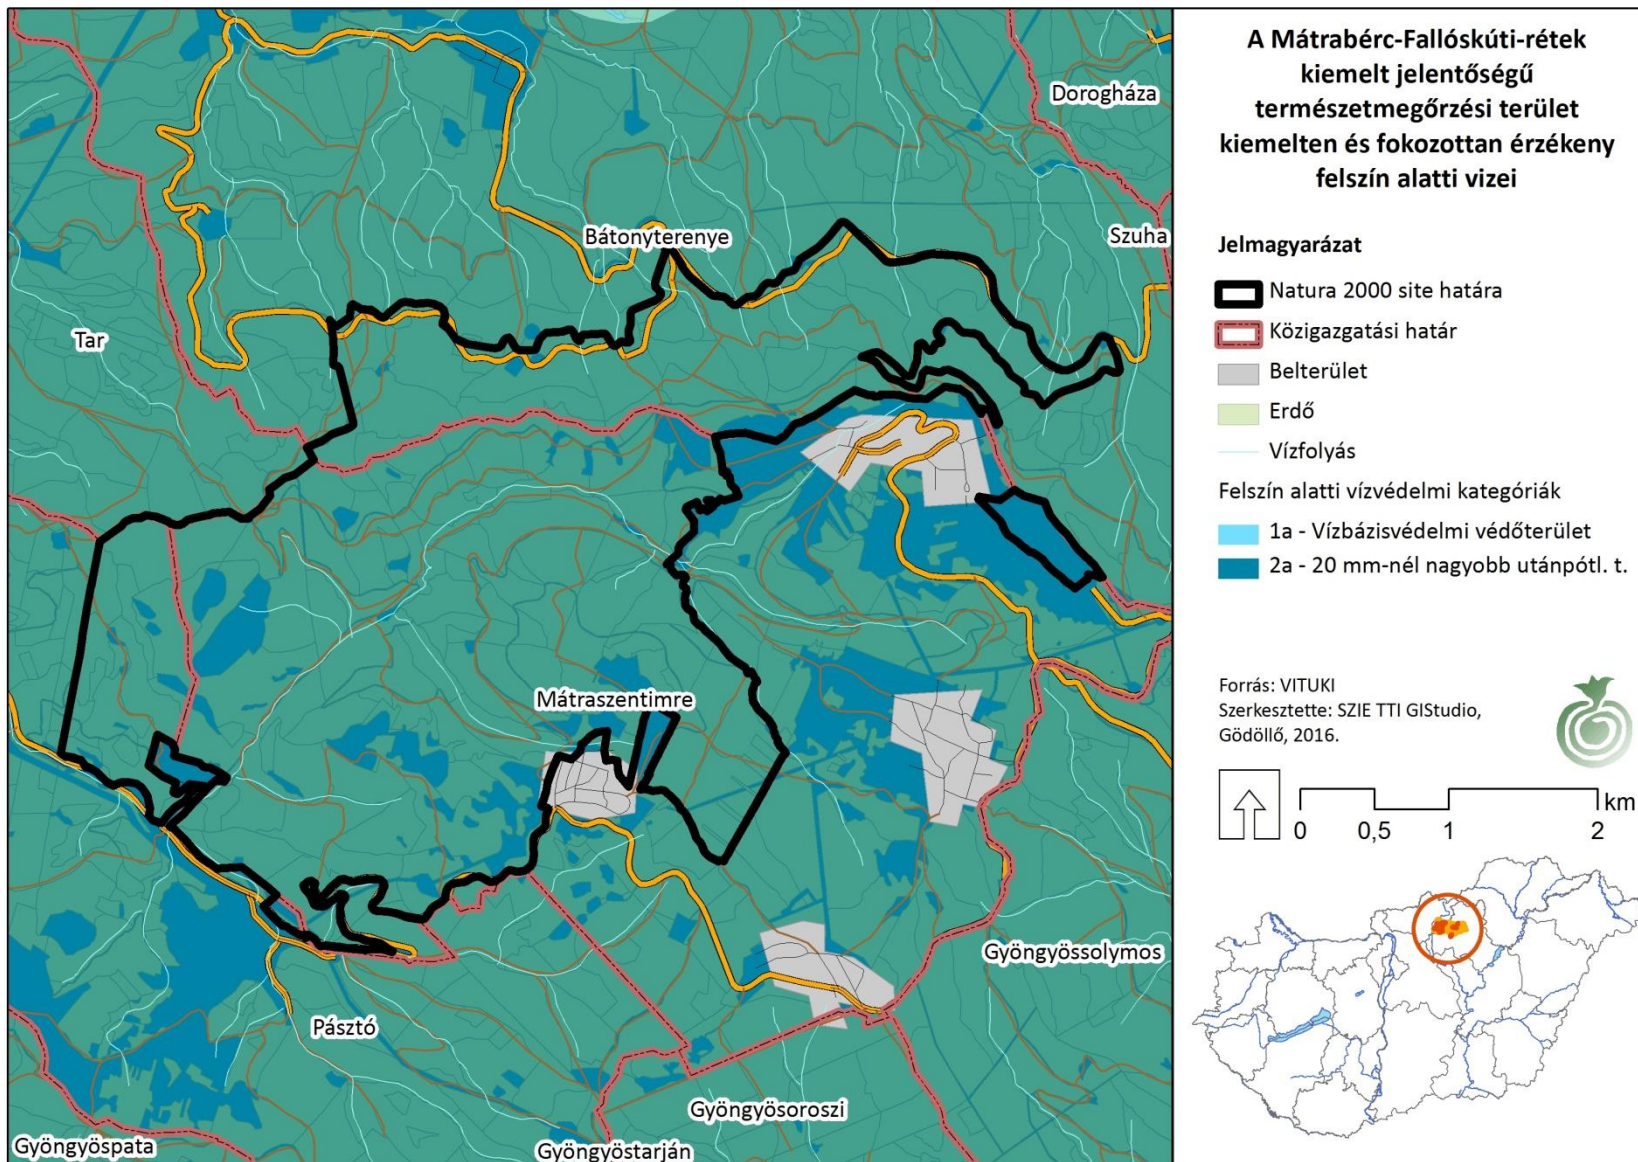 A Mátrabérc-Fallóskúti-rétek
kiemelt jelentőségű
természetmegőrzési terület
kiemelten és fokozottan érzékeny
felszín alatti vizei
Jelmagyarázat
Natura 2000 site határa
Közigazgatási határ
Belterület
Erdő
Vízfolyás
Felszín alatti vízvédelmi kategóriák
1a - Vízbázisvédelmi védőterület
2a - 20 mm-nél nagyobb utánpótl. t.
Forrás: VITUKI
Szerkesztette: SZIE TTI GIStudio,
Gödöllő, 2016.
km
0 0,5 1 2
Dorogháza
Bátonyterenye
Szuha
Tar
Mátraszentimre
Gyöngyössolymos
Pásztó
Gyöngyösoroszi
Gyöngyöspata
Gyöngyöstarján